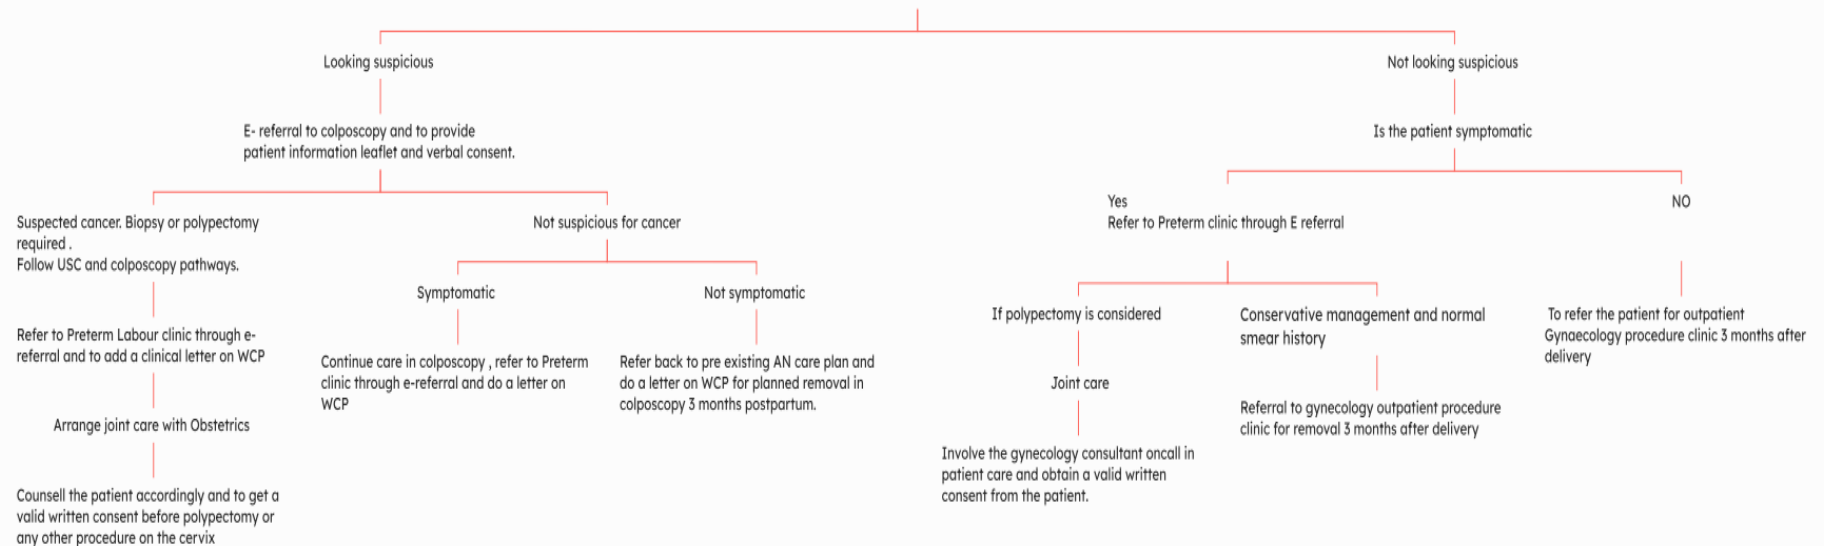 Looking suspicious
Not looking suspicious
E- referral to colposcopy and to provide
patient information leaflet and verbal consent.
Is the patient symptomatic
Suspected cancer. Biopsy or polypectomy
required .
Follow USC and colposcopy pathways.
Not suspicious for cancer
Yes
Refer to Preterm clinic through E referral
NO
Symptomatic
Not symptomatic
Refer to Preterm Labour clinic through e-
referral and to add a clinical letter on WCP
Continue care in colposcopy , refer to Preterm
clinic through e-referral and do a letter on
WCP
Refer back to pre existing AN care plan and
do a letter on WCP for planned removal in
colposcopy 3 months postpartum.
If polypectomy is considered
Conservative management and normal
smear history
To refer the patient for outpatient
Gynaecology procedure clinic 3 months after
delivery
Arrange joint care with Obstetrics
Joint care
Referral to gynecology outpatient procedure
clinic for removal 3 months after delivery
Counsell the patient accordingly and to get a
valid written consent before polypectomy or
any other procedure on the cervix
Involve the gynecology consultant oncall in
patient care and obtain a valid written
consent from the patient.